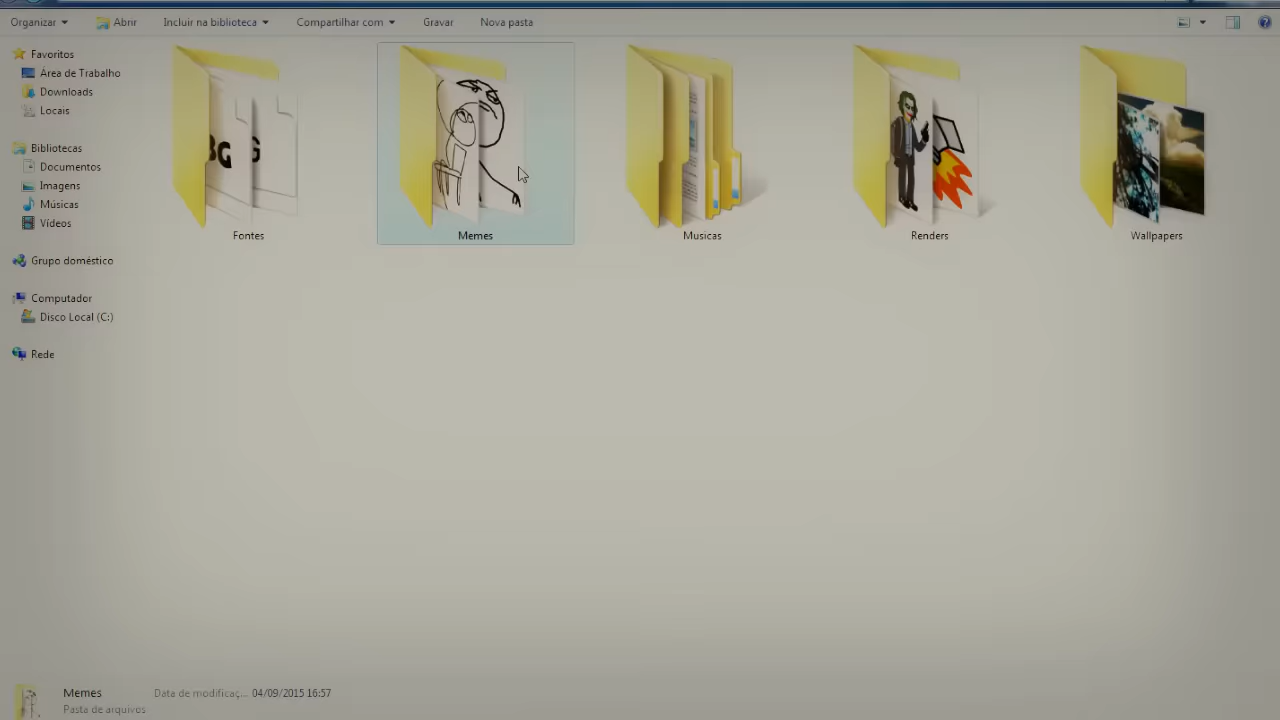 Organizar Abrir Incluir na biblioteca Compartilhar com Gravar Nova pasta
Favoritos
Área de Trabalho
Downloads
Locais
Bibliotecas
Documentos
Imagens
Músicas
Vídeos
Grupo doméstico
Computador
Disco Local (C:)
Rede
Fontes Memes Musicas Renders Wallpapers
Memes Data de modificaç... 04/09/2015 16:57
Pasta de arquivos